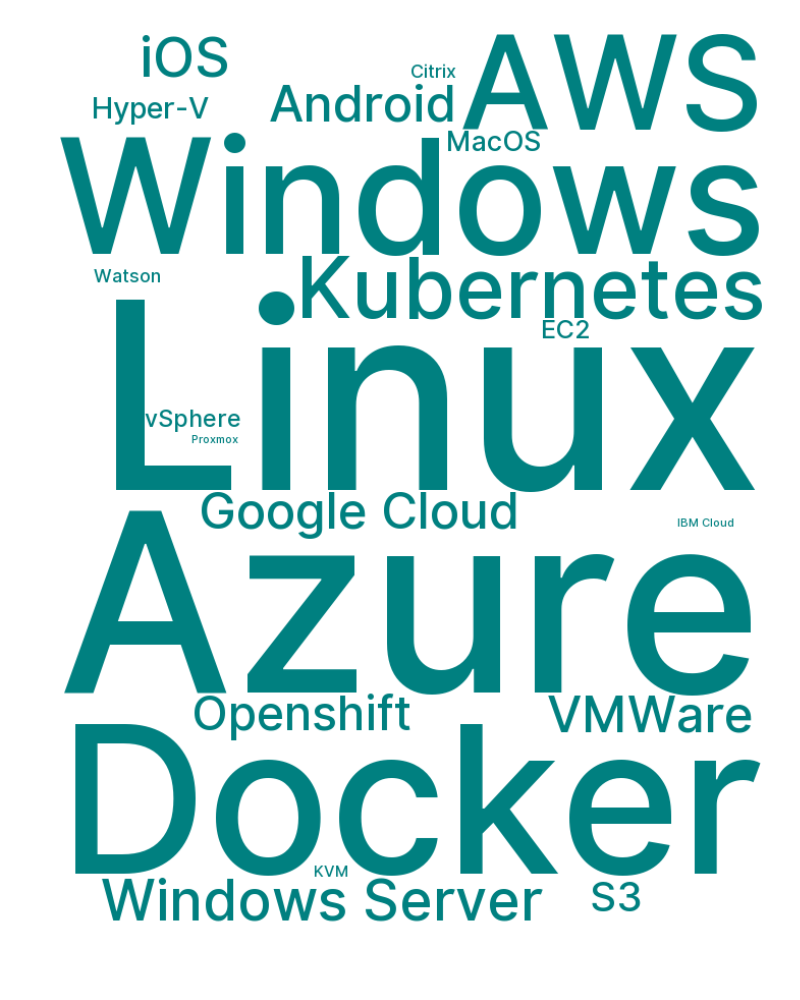 iOS
Citrix
AWS
Hyper-V
Android
MacOS
Windows
Watson
Kubernetes
EC2
Linux
vSphere
Proxmox
Google Cloud
IBM Cloud
Azure
Openshift
VMWare
Docker
KVM
Windows Server
S3